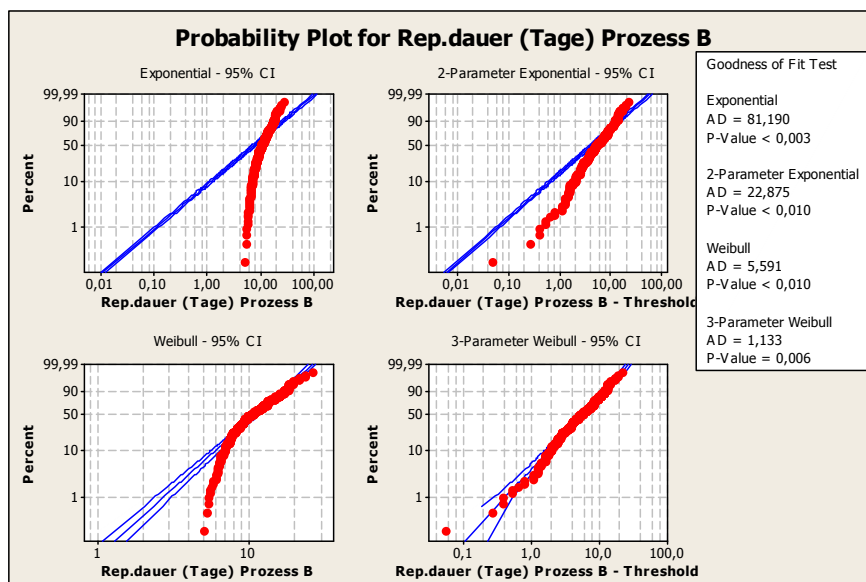 Probability Plot for Rep.dauer (Tage) Prozess B
Exponential - 95% CI
99,99
90
50
10
1
Percent
0,01 0,10 1,00 10,00 100,00
Rep.dauer (Tage) Prozess B
2-Parameter Exponential - 95% CI
99,99
90
50
10
1
Percent
0,01 0,10 1,00 10,00 100,00
Rep.dauer (Tage) Prozess B - Threshold
Weibull - 95% CI
99,99
90
50
10
1
Percent
1 10
Rep.dauer (Tage) Prozess B
3-Parameter Weibull - 95% CI
99,99
90
50
10
1
Percent
0,1 1,0 10,0 100,0
Rep.dauer (Tage) Prozess B - Threshold
Goodness of Fit Test
Exponential
AD = 81,190
P-Value < 0,003
2-Parameter Exponential
AD = 22,875
P-Value < 0,010
Weibull
AD = 5,591
P-Value < 0,010
3-Parameter Weibull
AD = 1,133
P-Value = 0,006